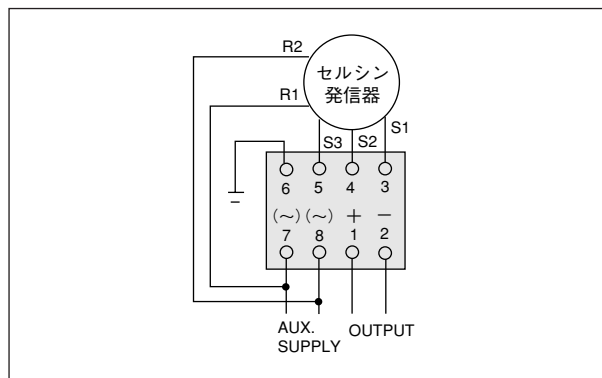 R2
セルシン
発信器
R1
S1
S3 S2
6 5 4 3
(~) (~) + −
7 8 1 2
AUX.
SUPPLY
OUTPUT